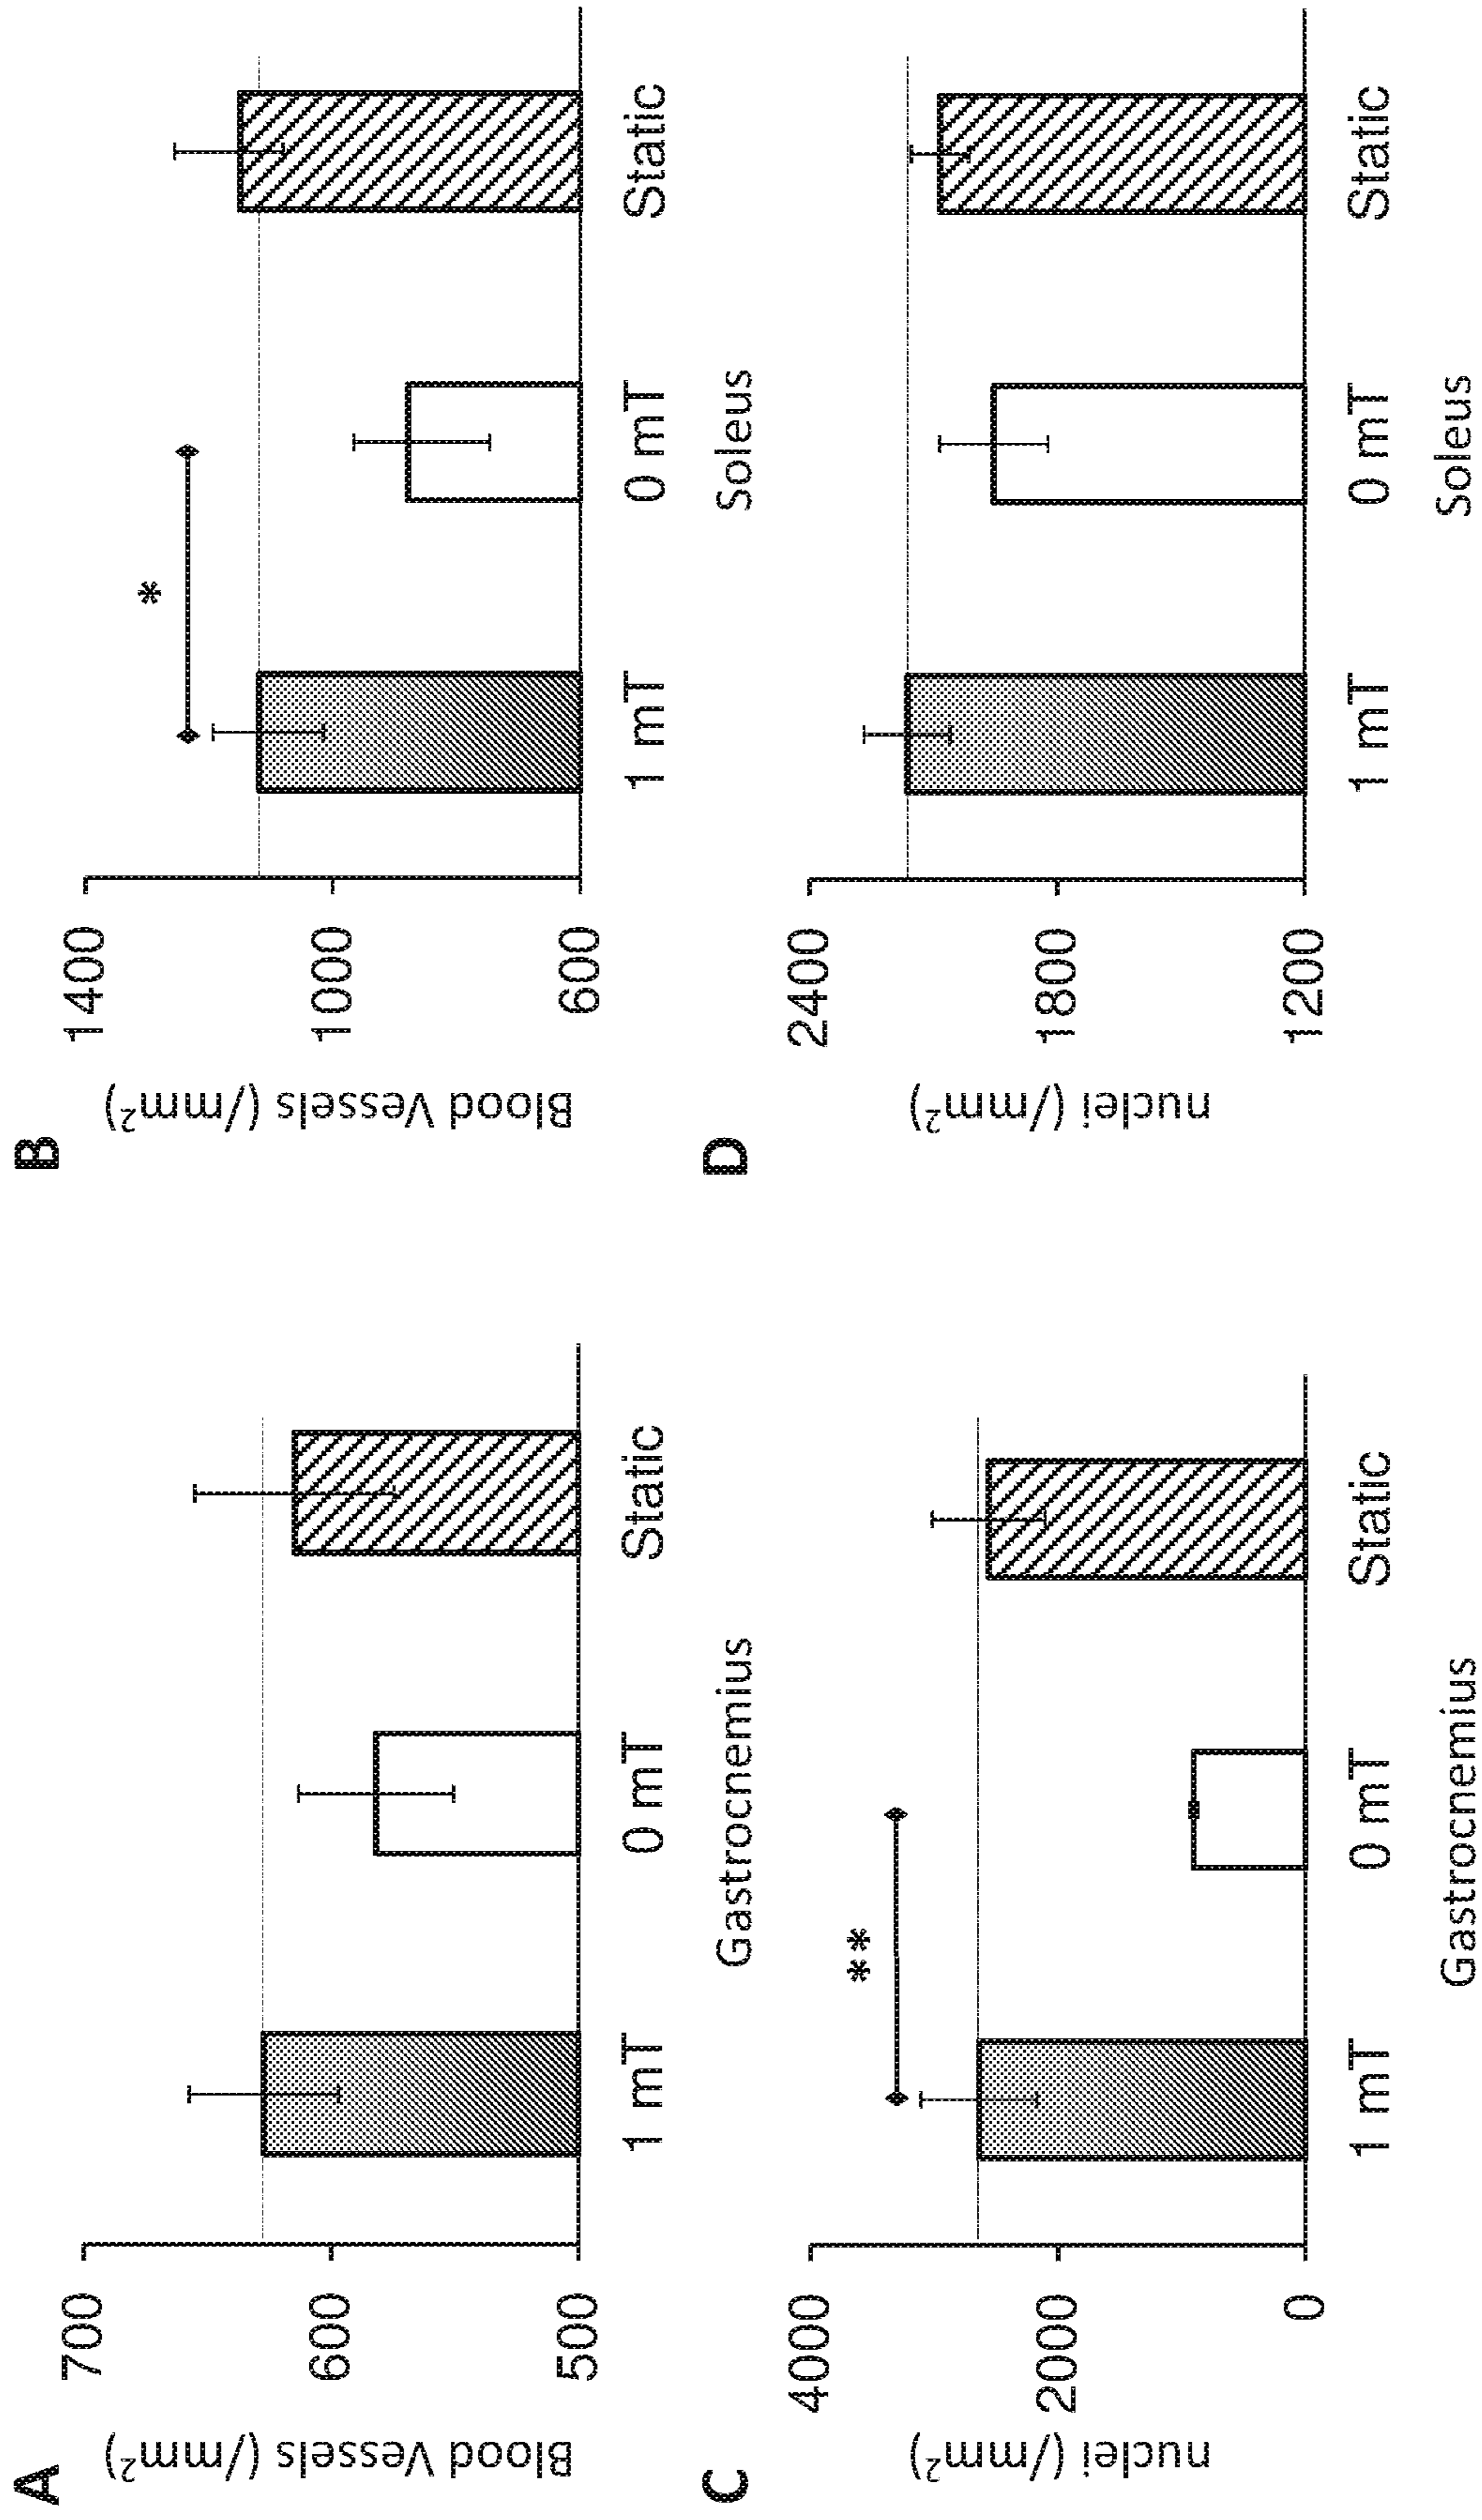 A
Blood Vessels (/mm²)
700
600
500
1 mT
0 mT
Static
Gastrocnemius
B
Blood Vessels (/mm²)
1400
1000
600
*
1 mT
0 mT
Static
Soleus
C
nuclei (/mm²)
4000
2000
0
**
1 mT
0 mT
Static
Gastrocnemius
D
nuclei (/mm²)
2400
1800
1200
1 mT
0 mT
Static
Soleus